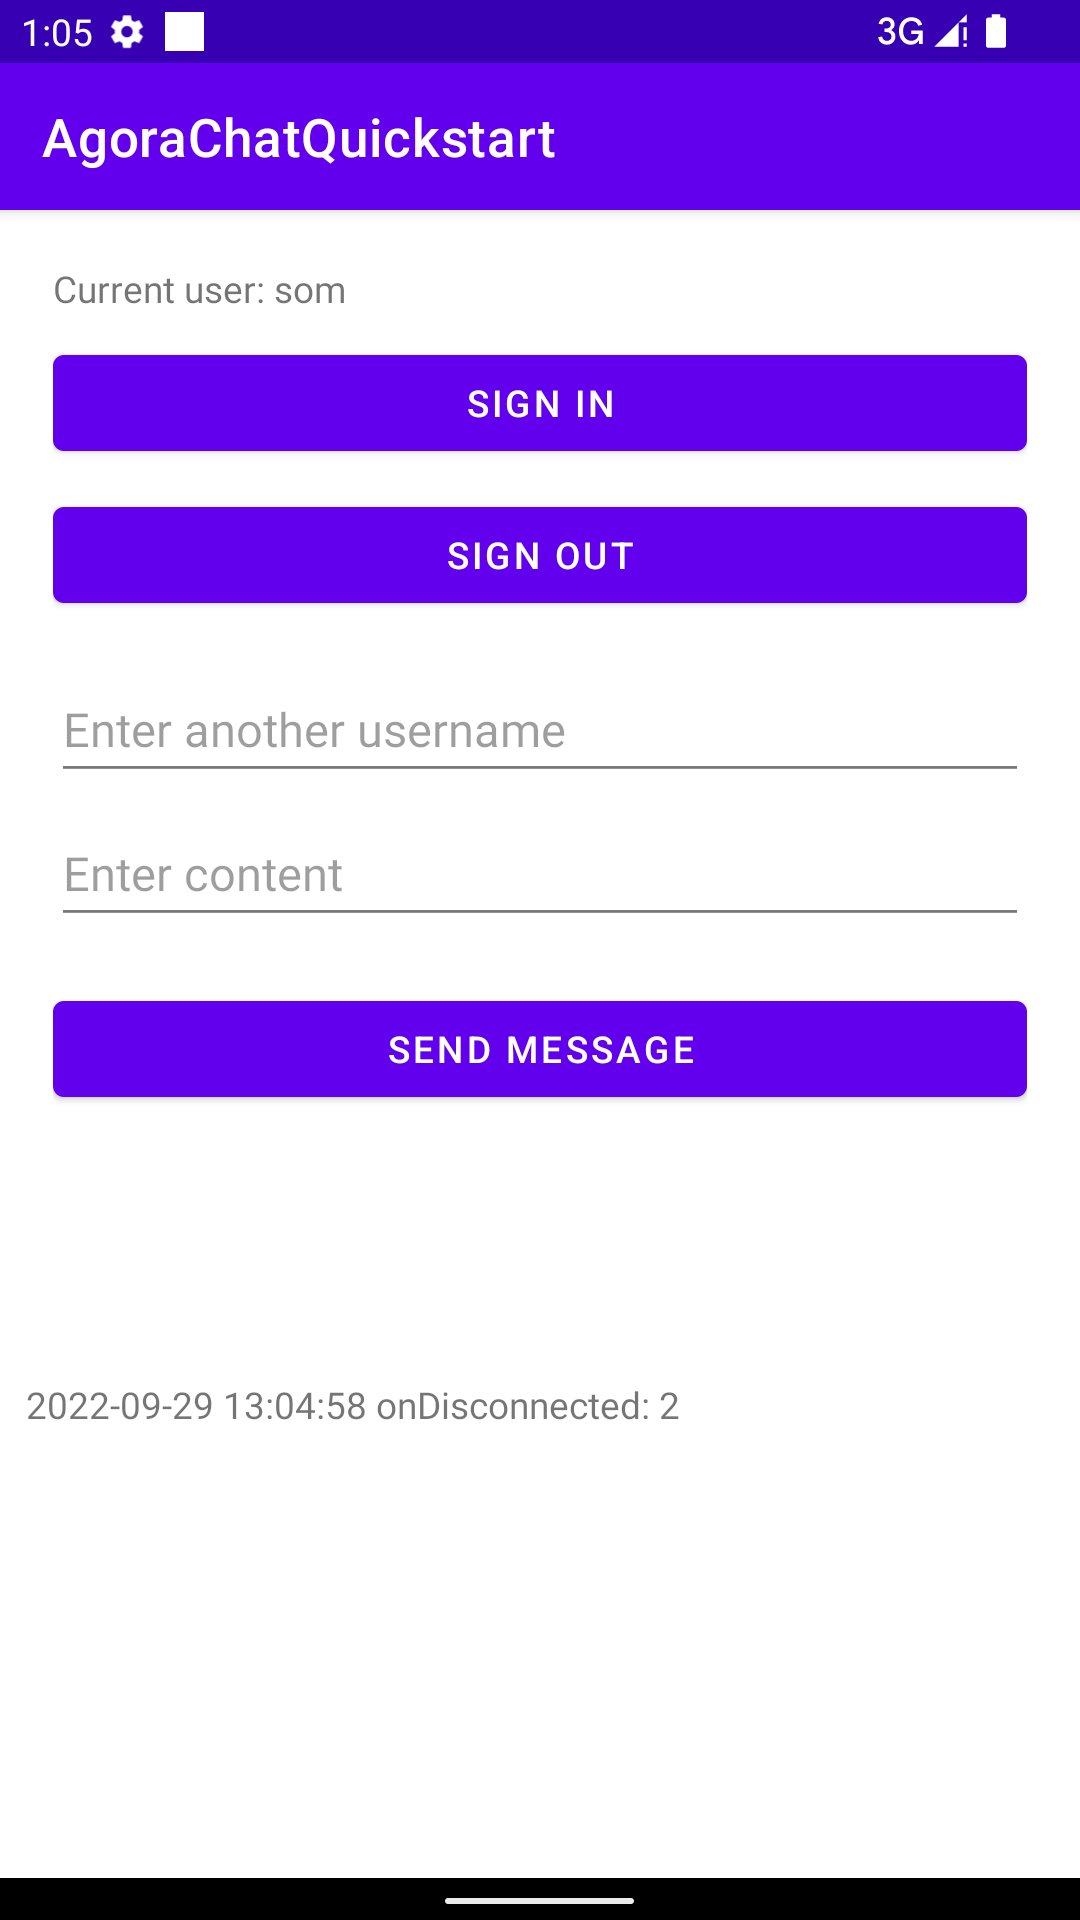 1:05 3G
AgoraChatQuickstart
Current user: som
SIGN IN
SIGN OUT
Enter another username
Enter content
SEND MESSAGE
2022-09-29 13:04:58 onDisconnected: 2